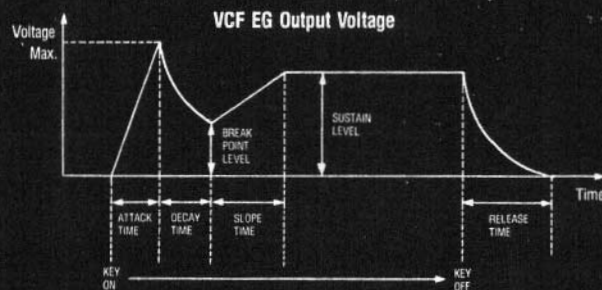 VCF EG Output Voltage
Voltage
Max.
BREAK
POINT
LEVEL
SUSTAIN
LEVEL
Time
ATTACK
TIME
DECAY
TIME
SLOPE
TIME
RELEASE
TIME
KEY
ON
KEY
OFF